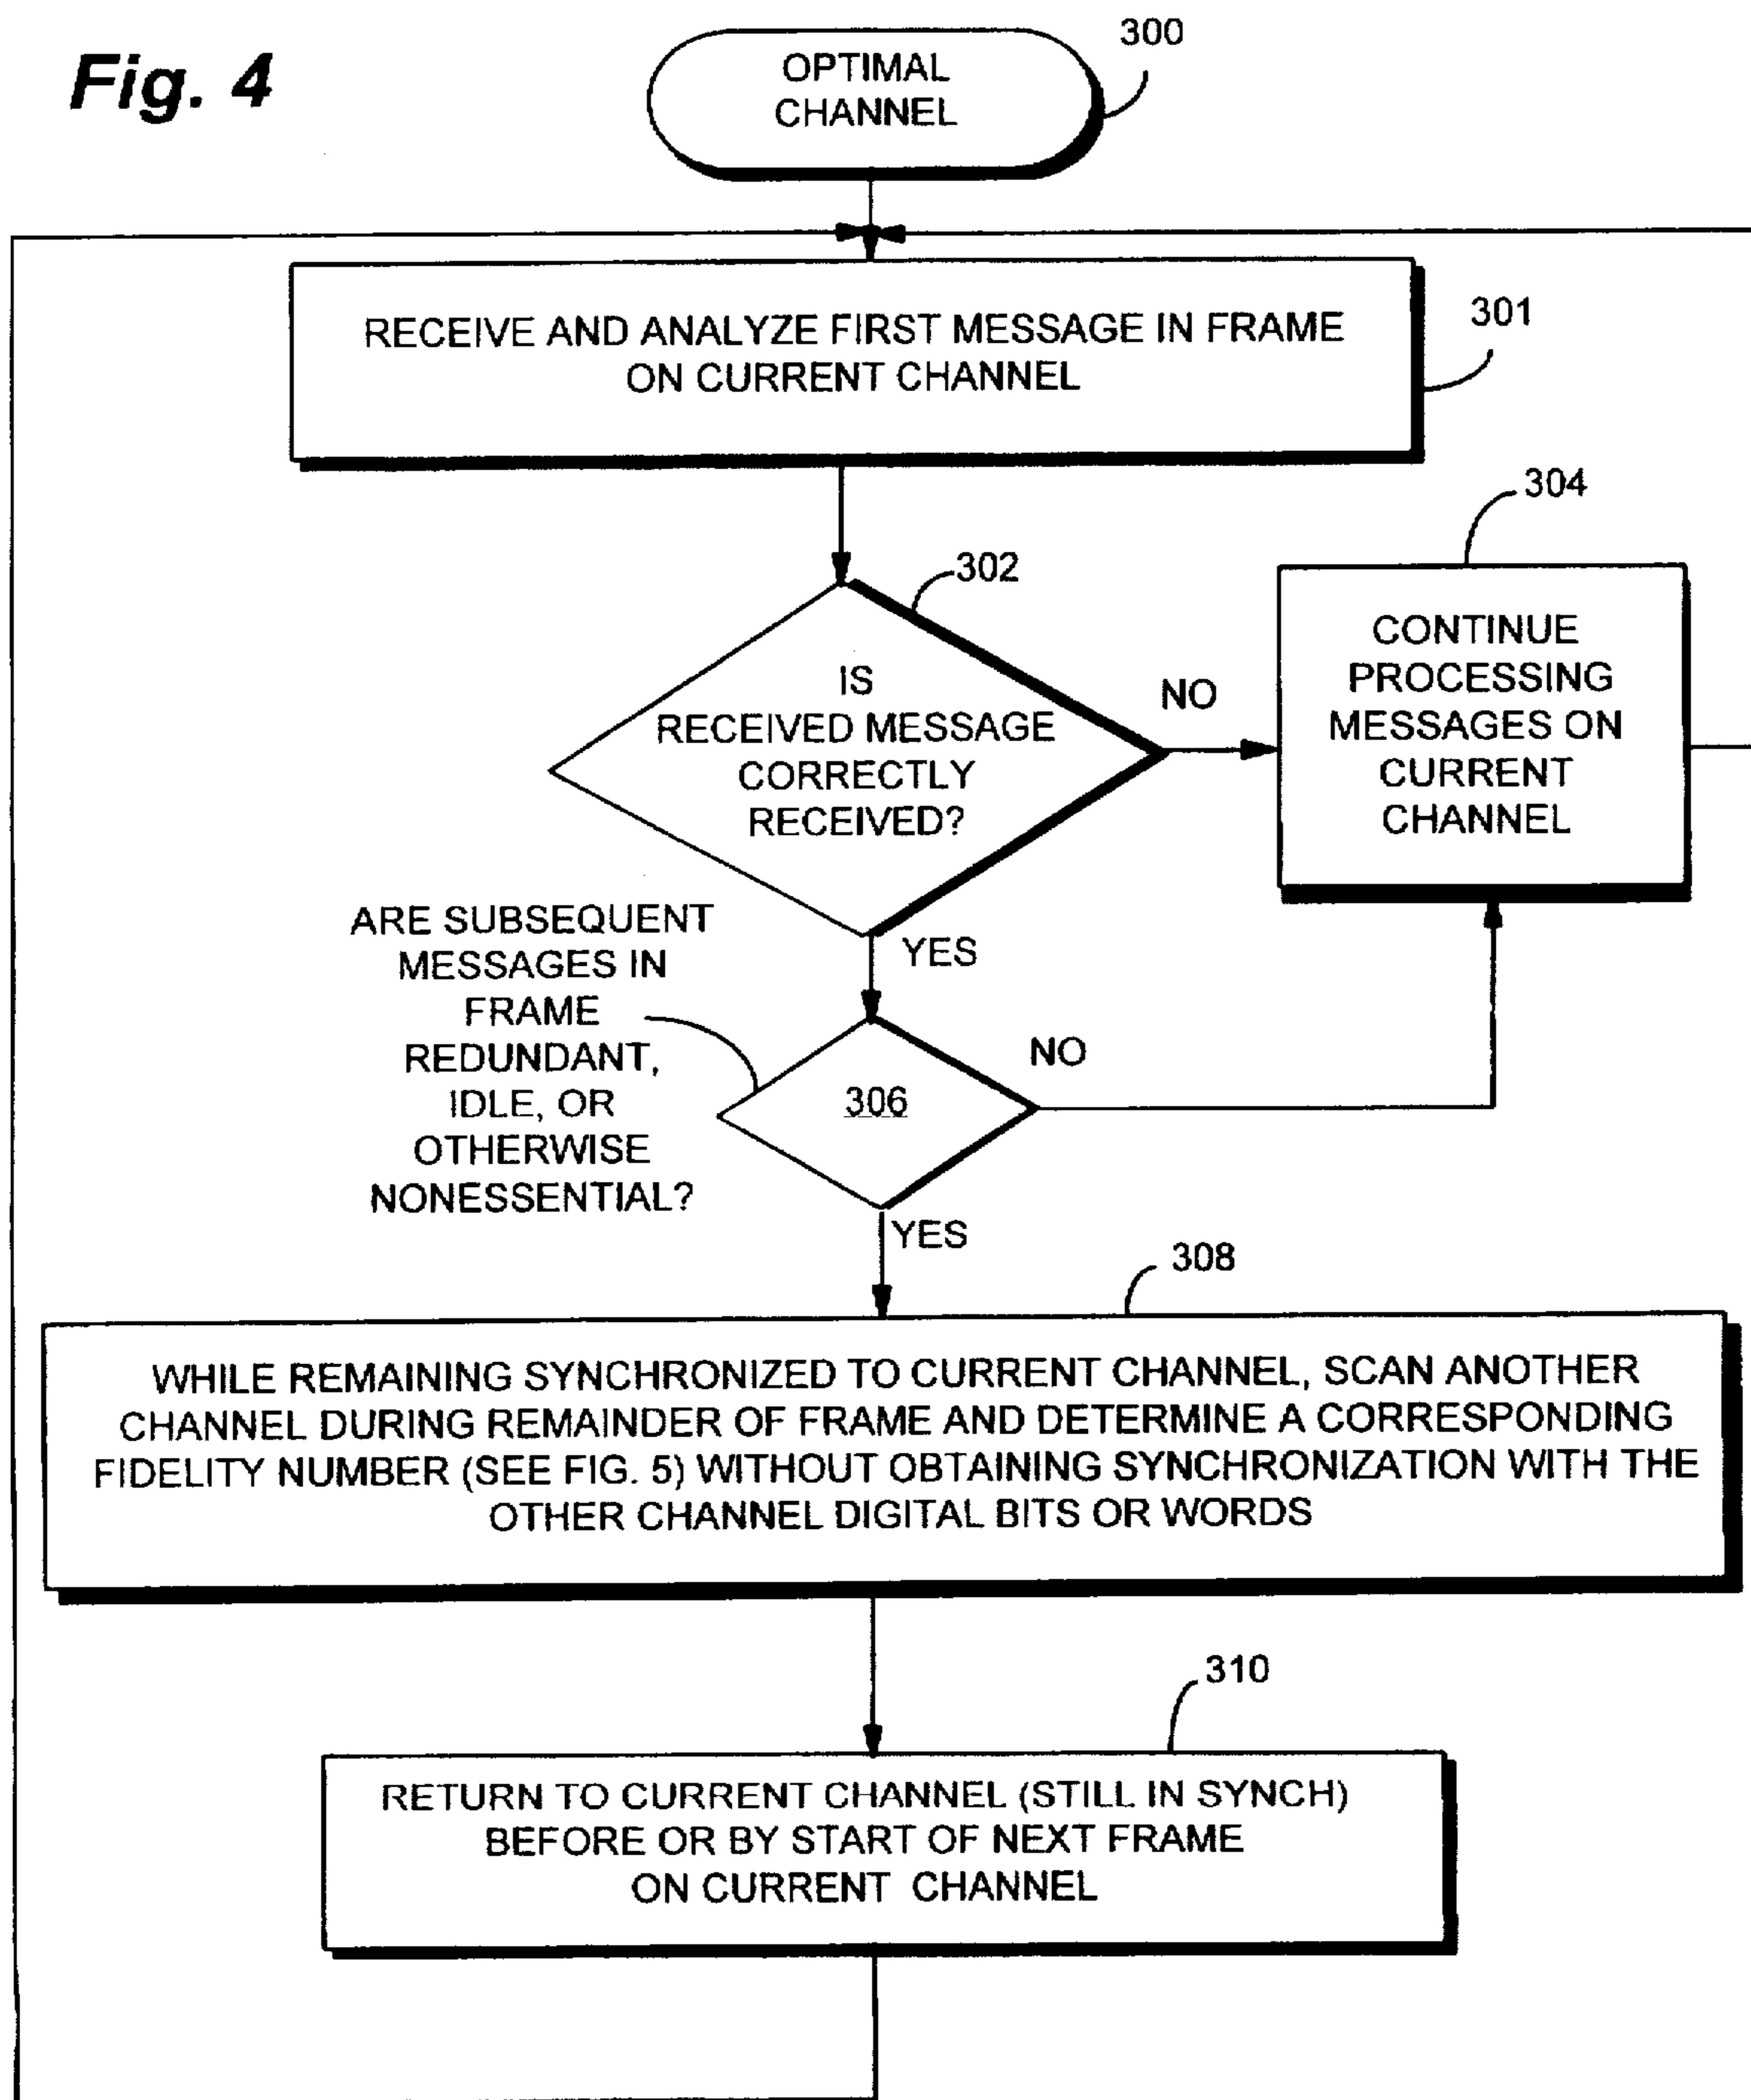 Fig. 4
OPTIMAL
CHANNEL
300
RECEIVE AND ANALYZE FIRST MESSAGE IN FRAME
ON CURRENT CHANNEL
301
302
IS
RECEIVED MESSAGE
CORRECTLY
RECEIVED?
NO
304
CONTINUE
PROCESSING
MESSAGES ON
CURRENT
CHANNEL
YES
ARE SUBSEQUENT
MESSAGES IN
FRAME
REDUNDANT,
IDLE, OR
OTHERWISE
NONESSENTIAL?
306
NO
YES
308
WHILE REMAINING SYNCHRONIZED TO CURRENT CHANNEL, SCAN ANOTHER
CHANNEL DURING REMAINDER OF FRAME AND DETERMINE A CORRESPONDING
FIDELITY NUMBER (SEE FIG. 5) WITHOUT OBTAINING SYNCHRONIZATION WITH THE
OTHER CHANNEL DIGITAL BITS OR WORDS
310
RETURN TO CURRENT CHANNEL (STILL IN SYNCH)
BEFORE OR BY START OF NEXT FRAME
ON CURRENT CHANNEL